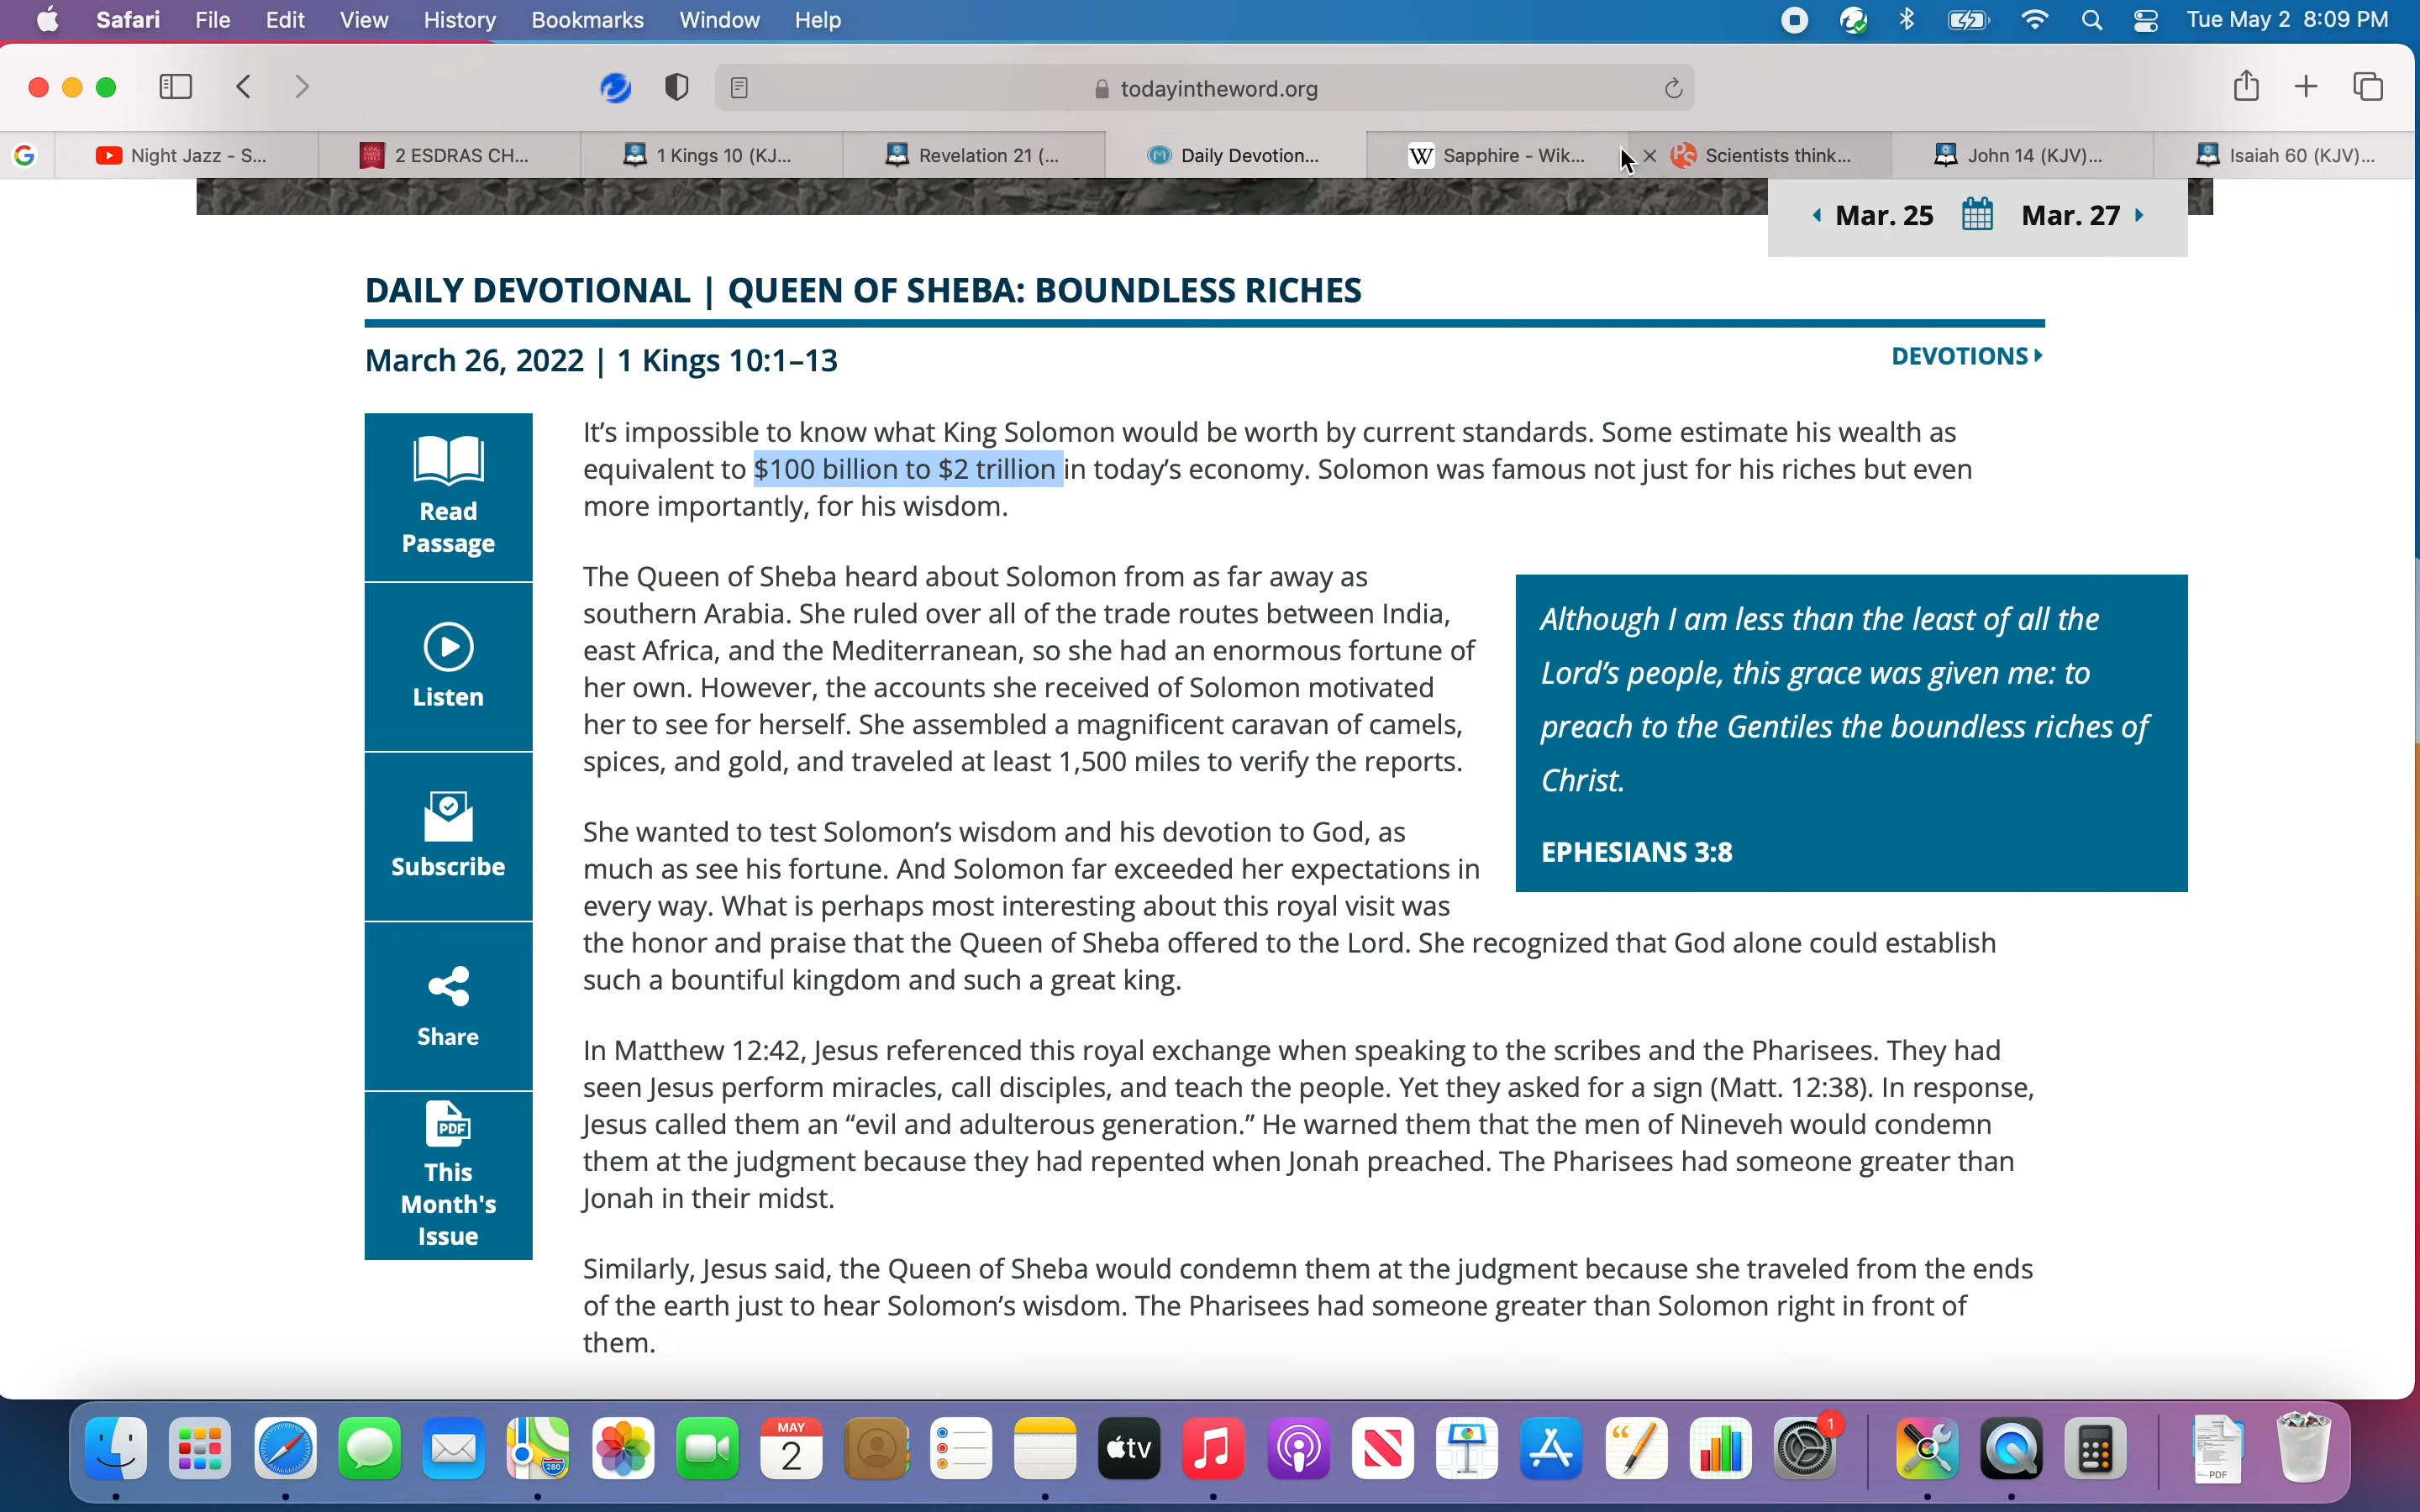 Safari File Edit View History Bookmarks Window Help Tue May 2 8:09 PM
todayintheword.org
Night Jazz - S... 2 ESDRAS CH... 1 Kings 10 (KJ... Revelation 21 (... Daily Devotion... W Sapphire - Wik... PS Scientists think... John 14 (KJV)... Isaiah 60 (KJV)...
Mar. 25 Mar. 27
DAILY DEVOTIONAL | QUEEN OF SHEBA: BOUNDLESS RICHES
March 26, 2022 | 1 Kings 10:1–13
DEVOTIONS
Read
Passage
Listen
Subscribe
Share
PDF
This
Month's
Issue
It’s impossible to know what King Solomon would be worth by current standards. Some estimate his wealth as
equivalent to $100 billion to $2 trillion in today’s economy. Solomon was famous not just for his riches but even
more importantly, for his wisdom.
The Queen of Sheba heard about Solomon from as far away as
southern Arabia. She ruled over all of the trade routes between India,
east Africa, and the Mediterranean, so she had an enormous fortune of
her own. However, the accounts she received of Solomon motivated
her to see for herself. She assembled a magnificent caravan of camels,
spices, and gold, and traveled at least 1,500 miles to verify the reports.
Although I am less than the least of all the
Lord’s people, this grace was given me: to
preach to the Gentiles the boundless riches of
Christ.
EPHESIANS 3:8
She wanted to test Solomon’s wisdom and his devotion to God, as
much as see his fortune. And Solomon far exceeded her expectations in
every way. What is perhaps most interesting about this royal visit was
the honor and praise that the Queen of Sheba offered to the Lord. She recognized that God alone could establish
such a bountiful kingdom and such a great king.
In Matthew 12:42, Jesus referenced this royal exchange when speaking to the scribes and the Pharisees. They had
seen Jesus perform miracles, call disciples, and teach the people. Yet they asked for a sign (Matt. 12:38). In response,
Jesus called them an “evil and adulterous generation.” He warned them that the men of Nineveh would condemn
them at the judgment because they had repented when Jonah preached. The Pharisees had someone greater than
Jonah in their midst.
Similarly, Jesus said, the Queen of Sheba would condemn them at the judgment because she traveled from the ends
of the earth just to hear Solomon’s wisdom. The Pharisees had someone greater than Solomon right in front of
them.
280 MAY 2 tv 1 PDF